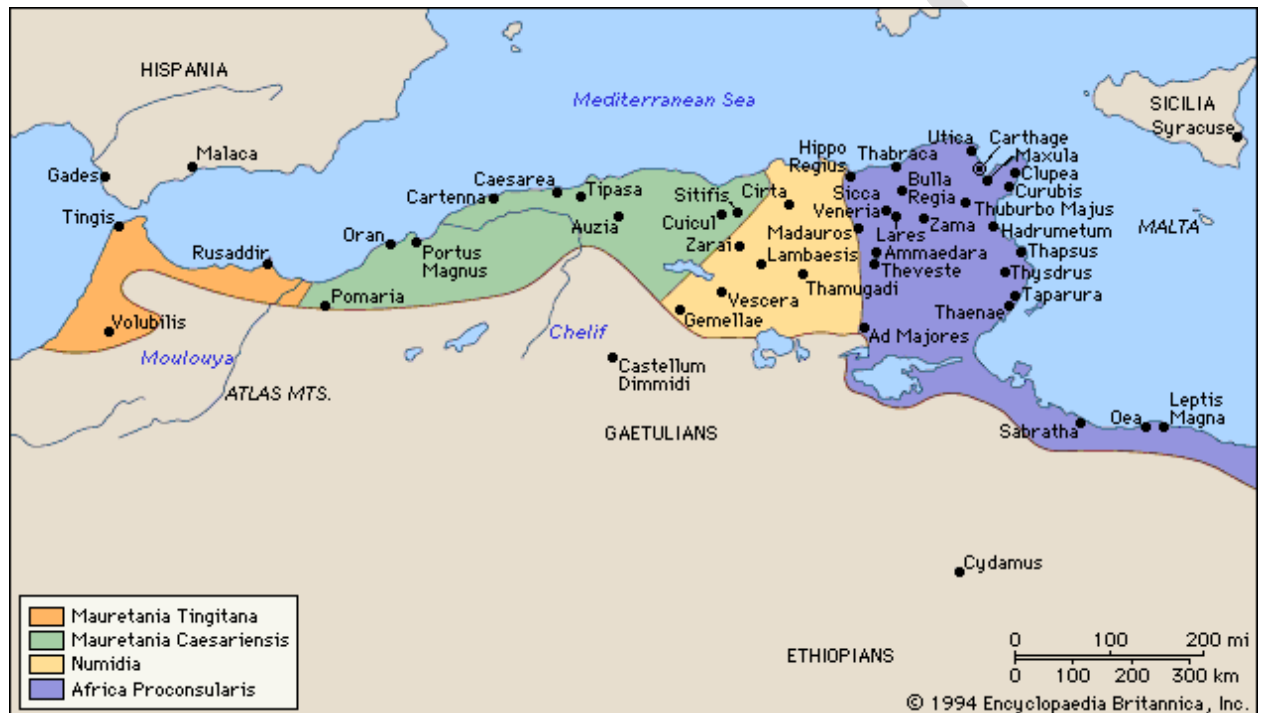 HISPANIA
Mediterranean Sea
SICILIA
Syracuse
Malaca
Gades
Tingis
Utica
Carthage
Maxula
Clupea
Curubis
Hippo
Regius
Thabraca
Bulla
Regia
Sicca
Veneria
Thuburbo Majus
Lares
Zama
Hadrumetum
MALTA
Caesarea
Cartenna
Tipasa
Sitifis
Cirta
Cuicul
Auzia
Zarai
Madauros
Lambaesis
Ammaedara
Theveste
Thapsus
Thysdrus
Taparura
Thaenae
Oran
Portus
Magnus
Rusaddir
Pomaria
Volubilis
Thamugadi
Vescera
Gemellae
Ad Majores
Moulouya
Chelif
Castellum
Dimmidi
ATLAS MTS.
GAETULIANS
Sabratha
Oea
Leptis
Magna
Cydamus
ETHIOPIANS
Mauretania Tingitana
Mauretania Caesariensis
Numidia
Africa Proconsularis
0 100 200 mi
0 100 200 300 km
© 1994 Encyclopaedia Britannica, Inc.